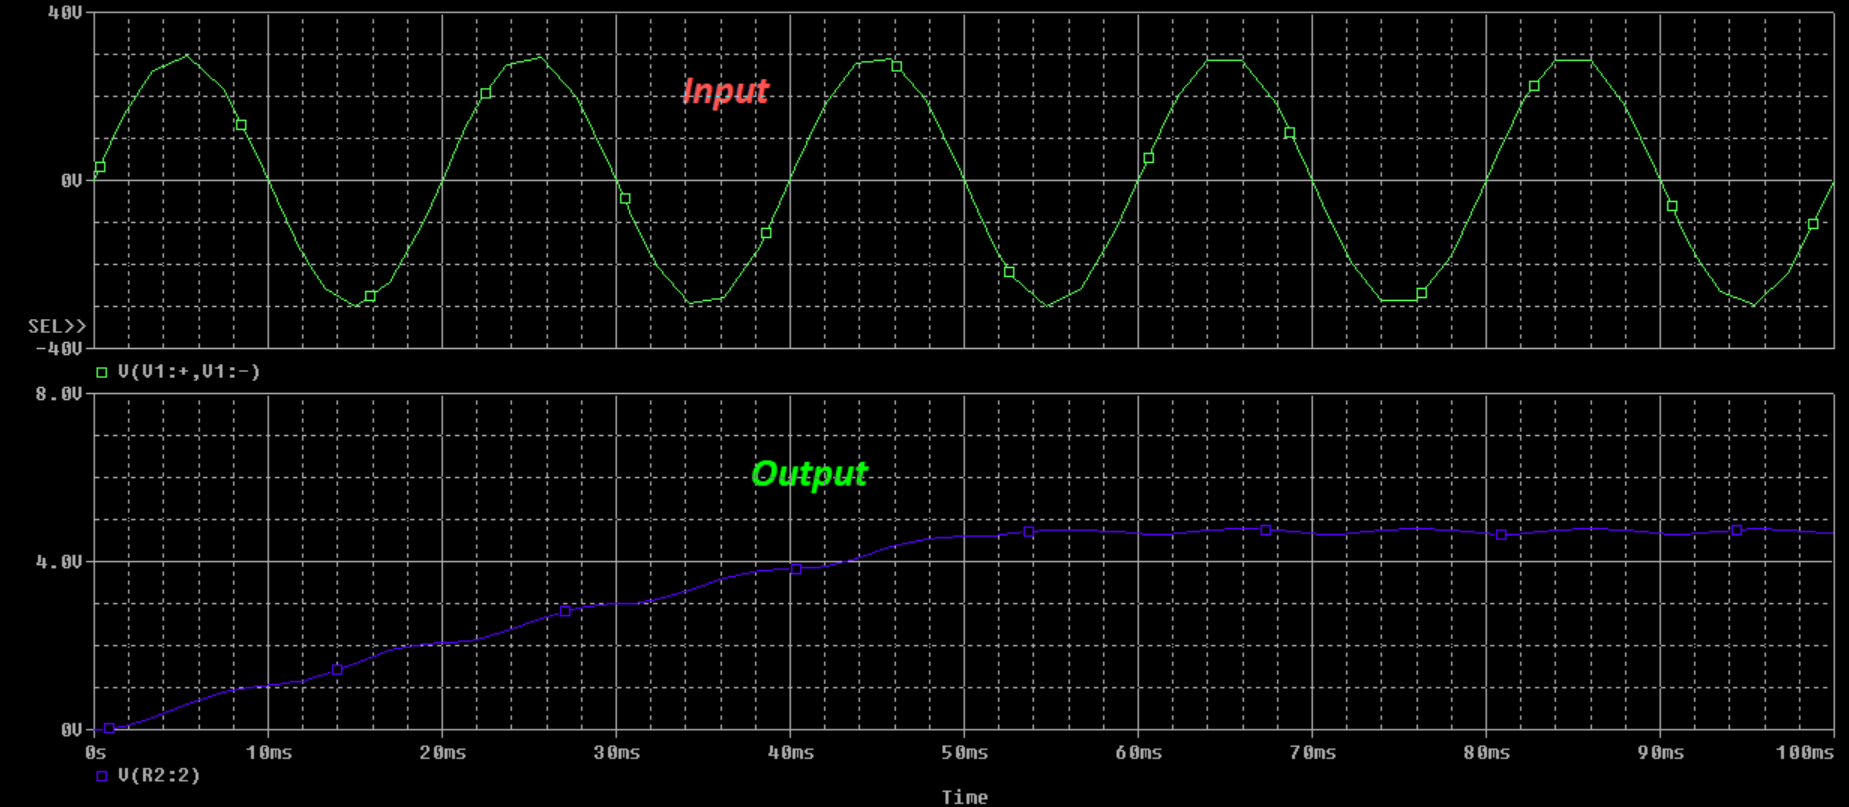 40V
Input
0V
SEL>>
-40V
V(V1:+,V1:-)
8.0V
Output
4.0V
0V
0s 10ms 20ms 30ms 40ms 50ms 60ms 70ms 80ms 90ms 100ms
V(R2:2)
Time